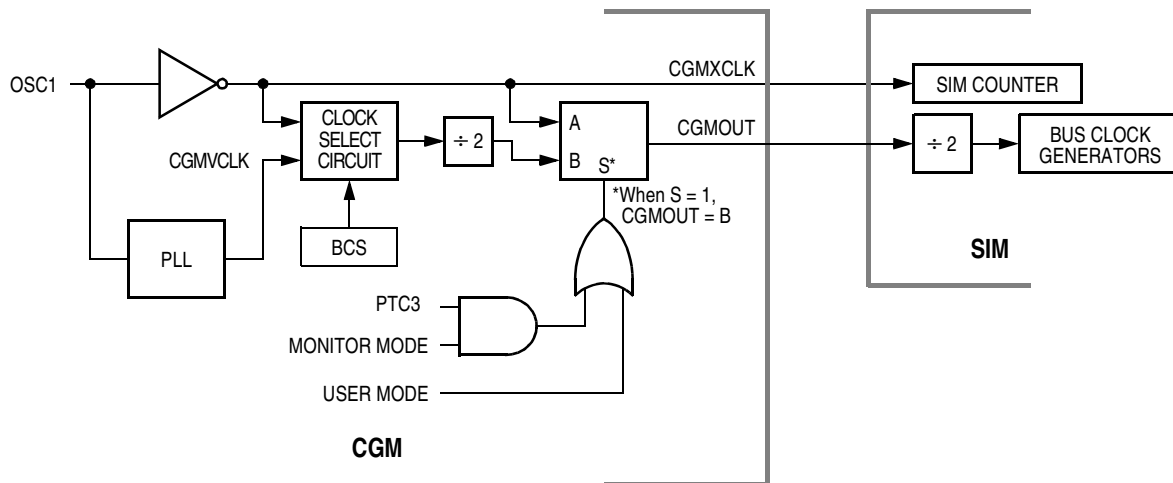 OSC1
CGMXCLK
SIM COUNTER
CLOCK
SELECT
CIRCUIT
÷ 2
A
B
S*
CGMOUT
÷ 2
BUS CLOCK
GENERATORS
CGMVCLK
*When S = 1,
CGMOUT = B
PLL
BCS
SIM
PTC3
MONITOR MODE
USER MODE
CGM